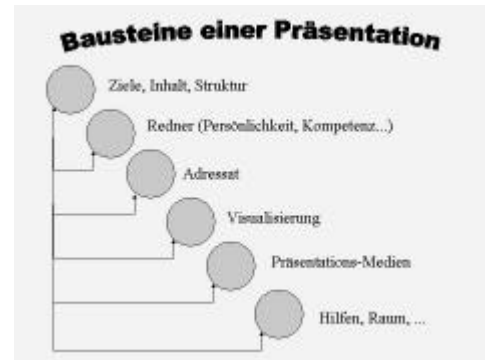 Bausteine einer Präsentation
Ziele, Inhalt, Struktur
Redner (Persönlichkeit, Kompetenz...)
Adressat
Visualisierung
Präsentations-Medien
Hilfen, Raum, ...